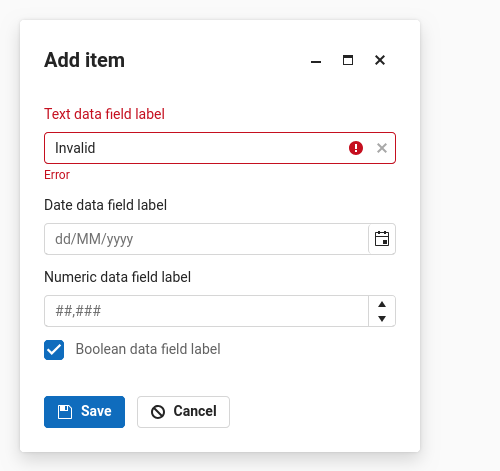 Add item
Text data field label
Invalid
Error
Date data field label
dd/MM/yyyy
Numeric data field label
##,###
Boolean data field label
Save Cancel